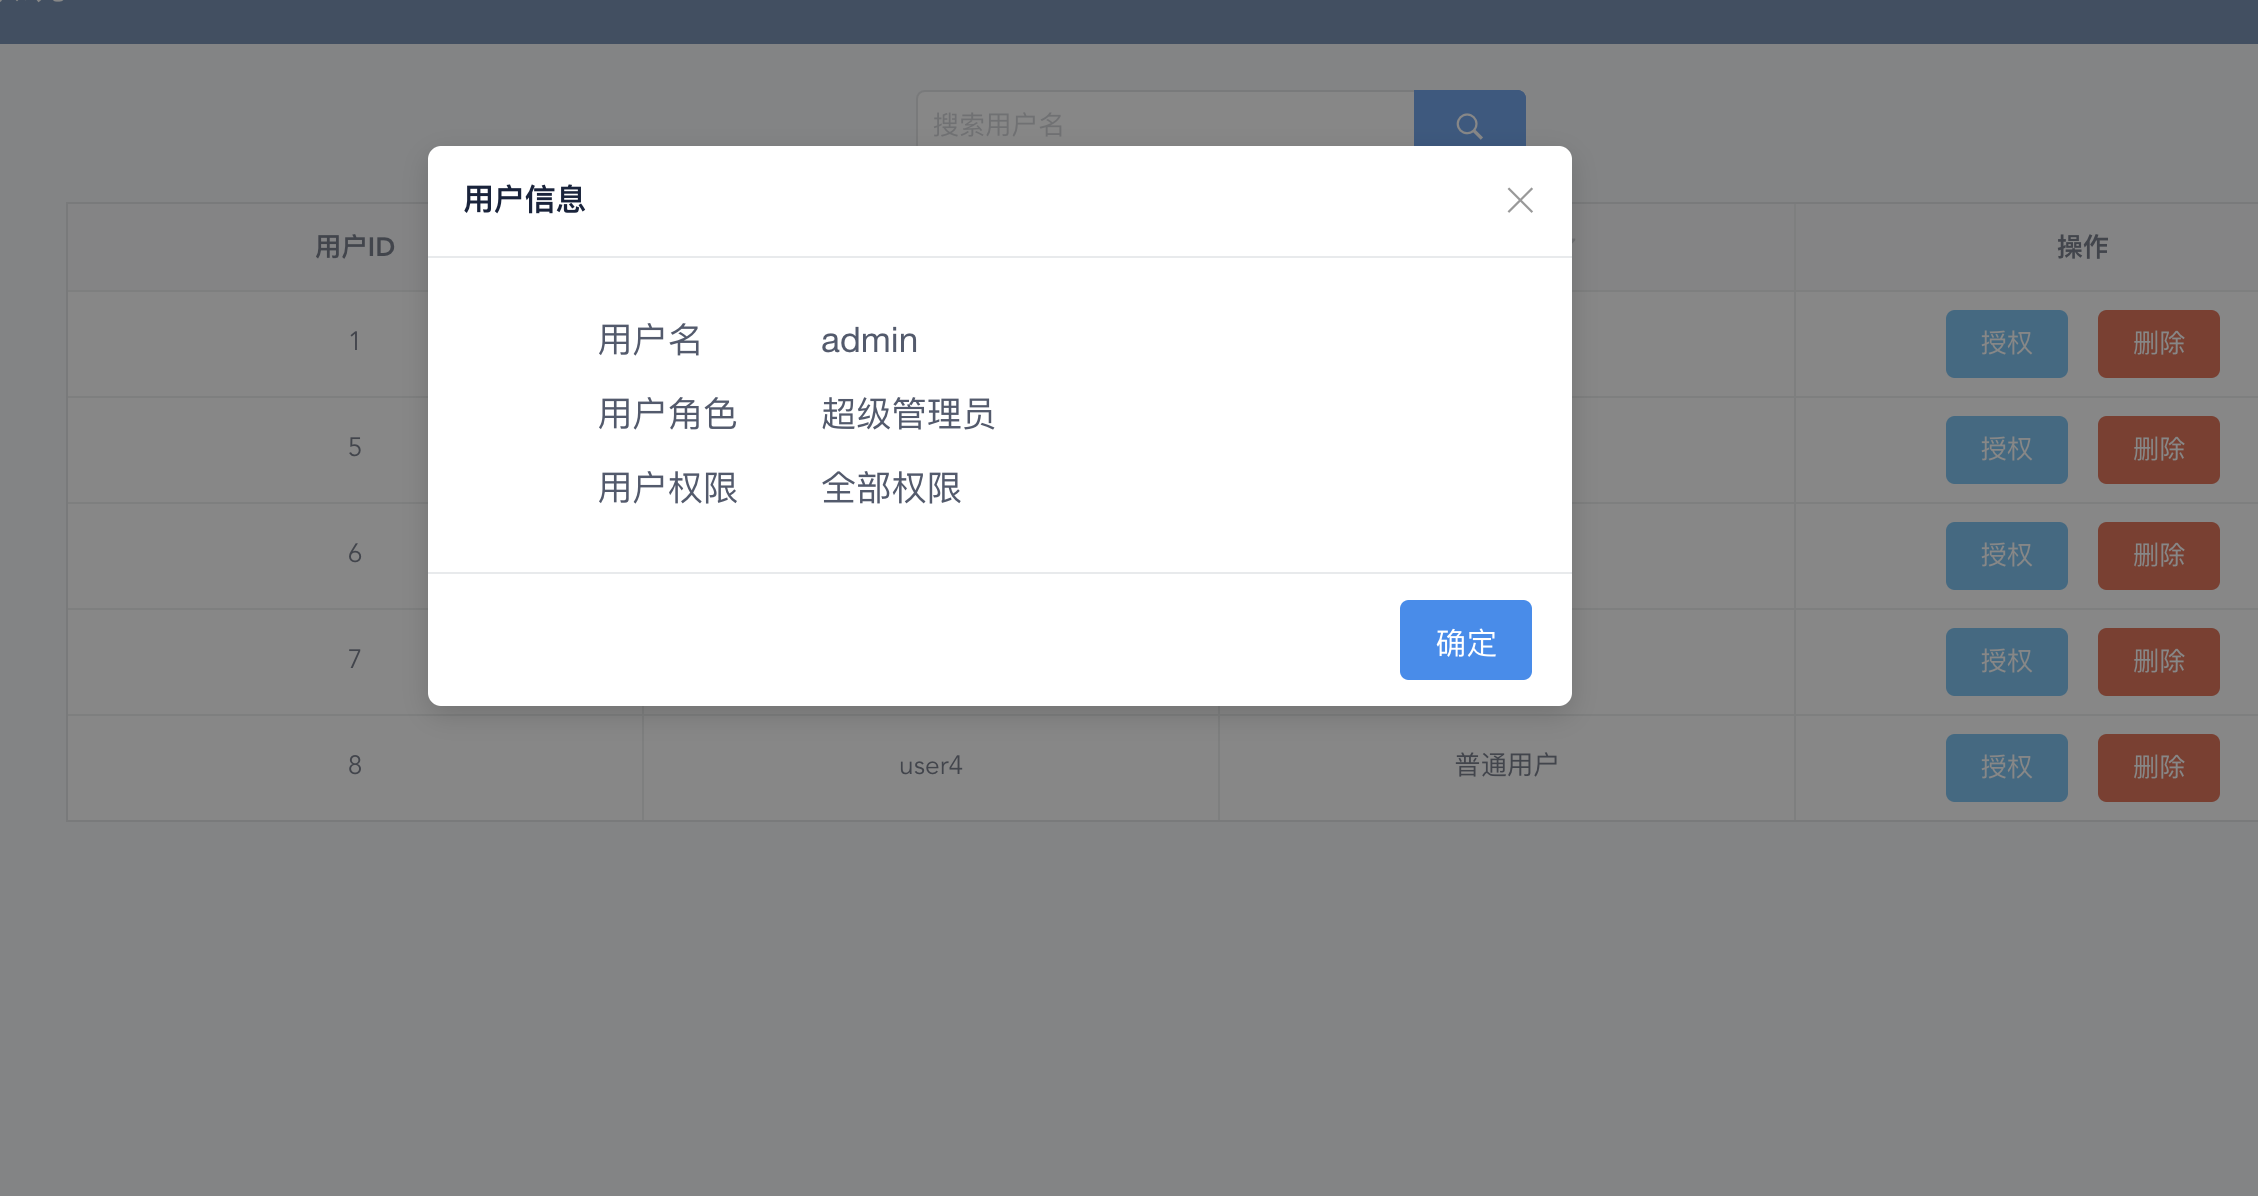 搜索用户名
用户信息
用户ID
操作
用户名 admin
用户角色 超级管理员
用户权限 全部权限
1 授权 删除
5 授权 删除
6 授权 删除
7 授权 删除
确定
8 user4 普通用户 授权 删除